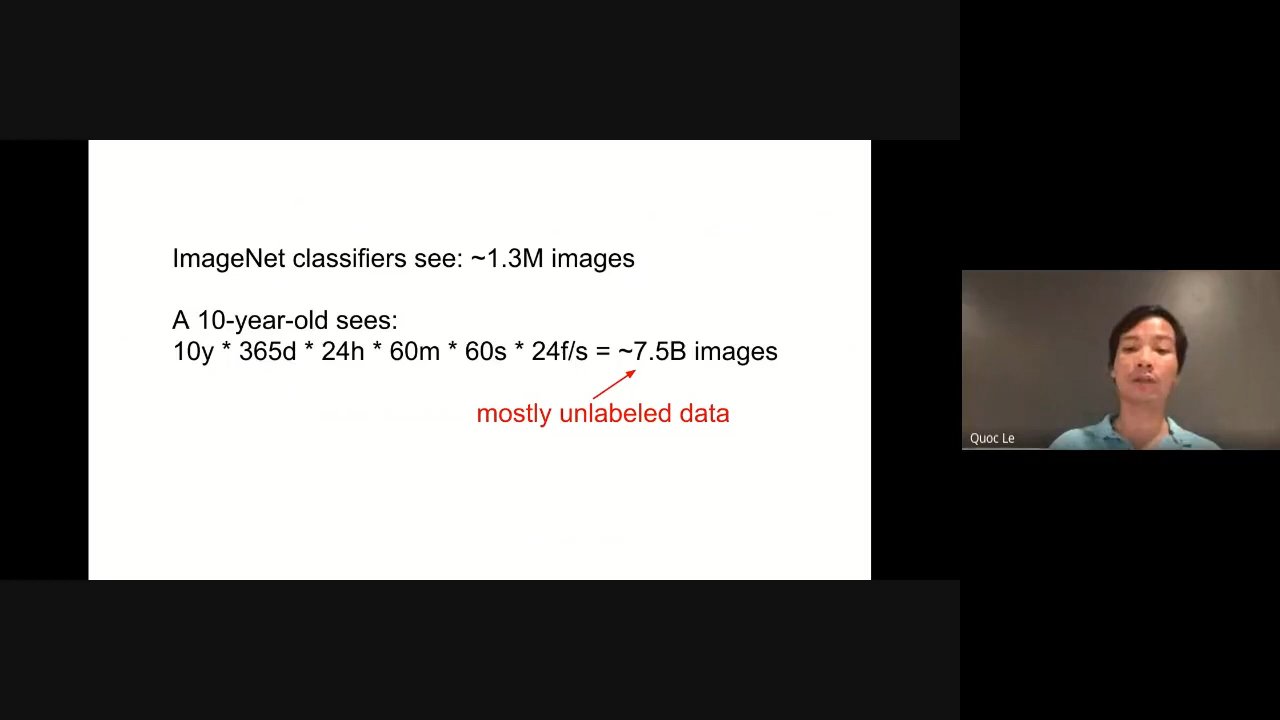 ImageNet classifiers see: ~1.3M images
A 10-year-old sees:
10y * 365d * 24h * 60m * 60s * 24f/s = ~7.5B images
mostly unlabeled data
Quoc Le